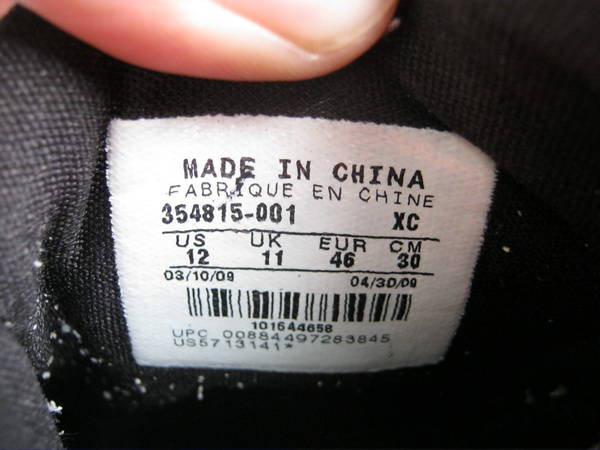 MADE IN CHINA
FABRIQUE EN CHINE
354815-001 XC
US UK EUR CM
12 11 46 30
03/10/09 04/30/09
101644658
UPC 00884497283845
US5713141*